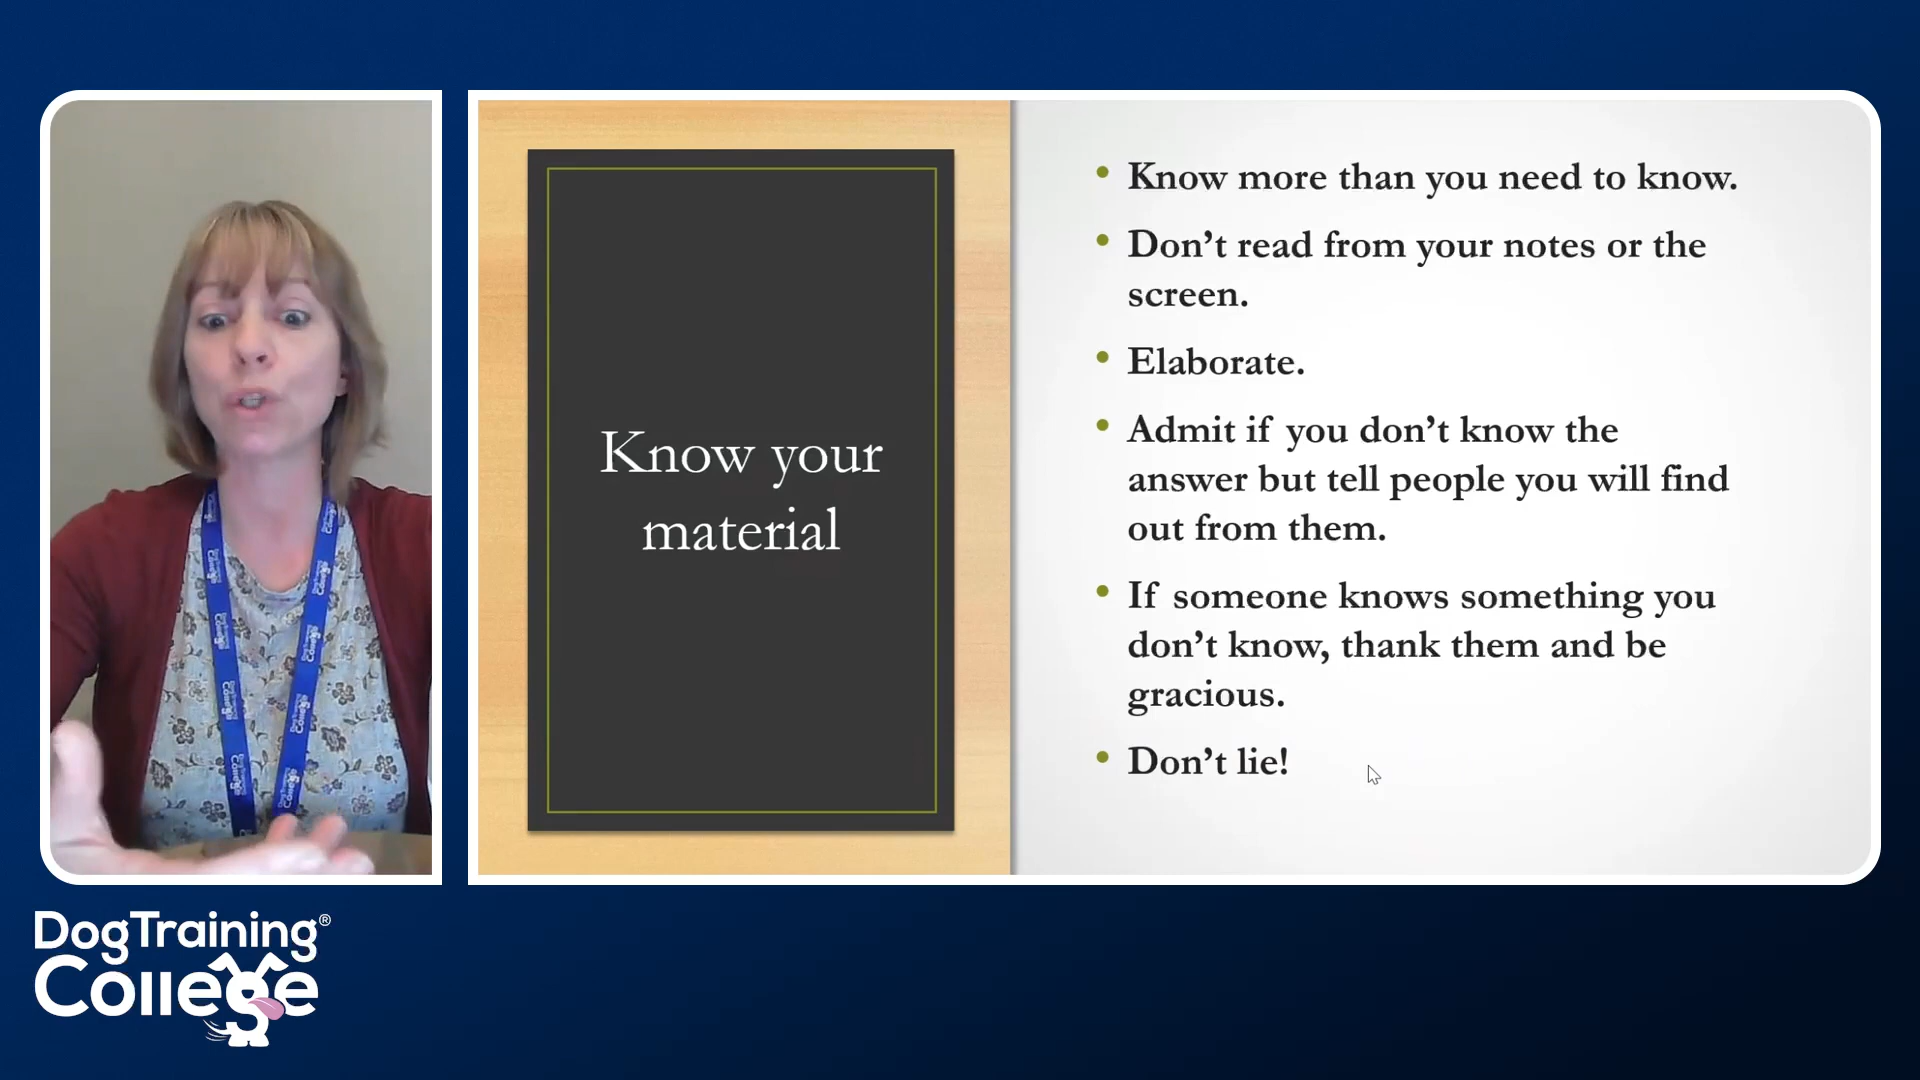 Know your
material
• Know more than you need to know.
• Don’t read from your notes or the
screen.
• Elaborate.
• Admit if you don’t know the
answer but tell people you will find
out from them.
• If someone knows something you
don’t know, thank them and be
gracious.
• Don’t lie!
DogTraining®
College